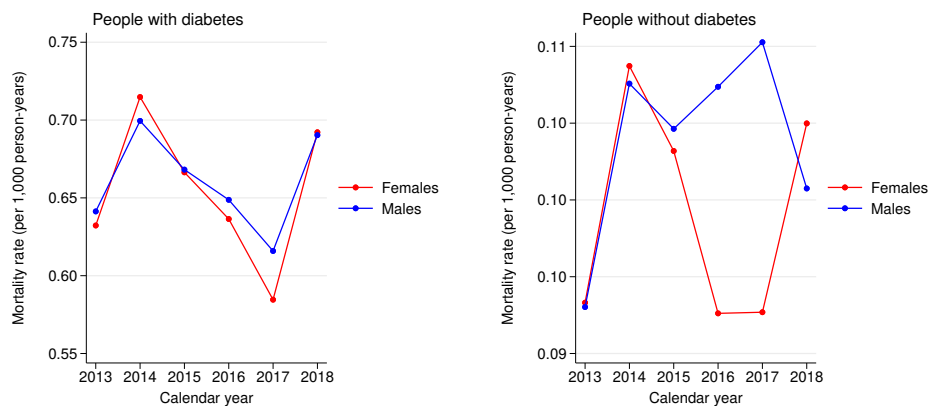 People with diabetes
Mortality rate (per 1,000 person-years)
0.75
0.70
0.65
0.60
0.55
2013 2014 2015 2016 2017 2018
Calendar year
Females
Males
People without diabetes
Mortality rate (per 1,000 person-years)
0.11
0.10
0.10
0.10
0.09
2013 2014 2015 2016 2017 2018
Calendar year
Females
Males